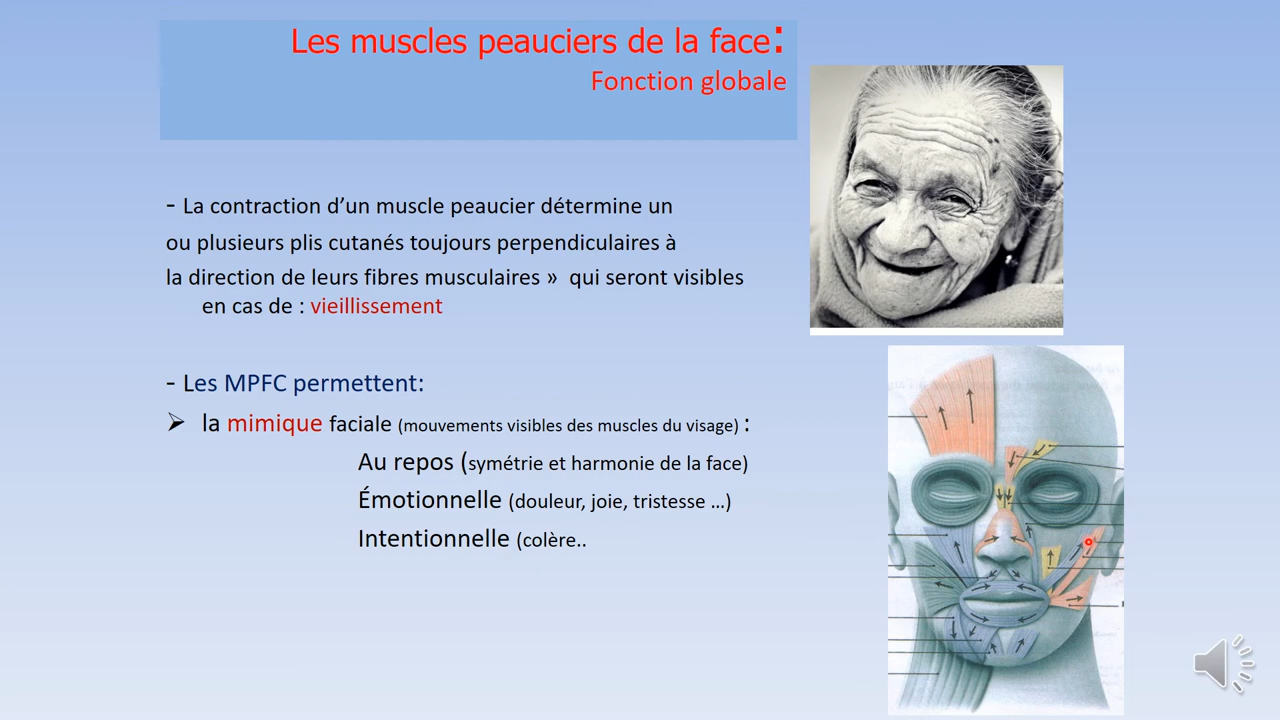 Les muscles peauciers de la face:
Fonction globale
- La contraction d’un muscle peaucier détermine un
ou plusieurs plis cutanés toujours perpendiculaires à
la direction de leurs fibres musculaires » qui seront visibles
en cas de : vieillissement
- Les MPFC permettent:
➢ la mimique faciale (mouvements visibles des muscles du visage) :
Au repos (symétrie et harmonie de la face)
Émotionnelle (douleur, joie, tristesse …)
Intentionnelle (colère..